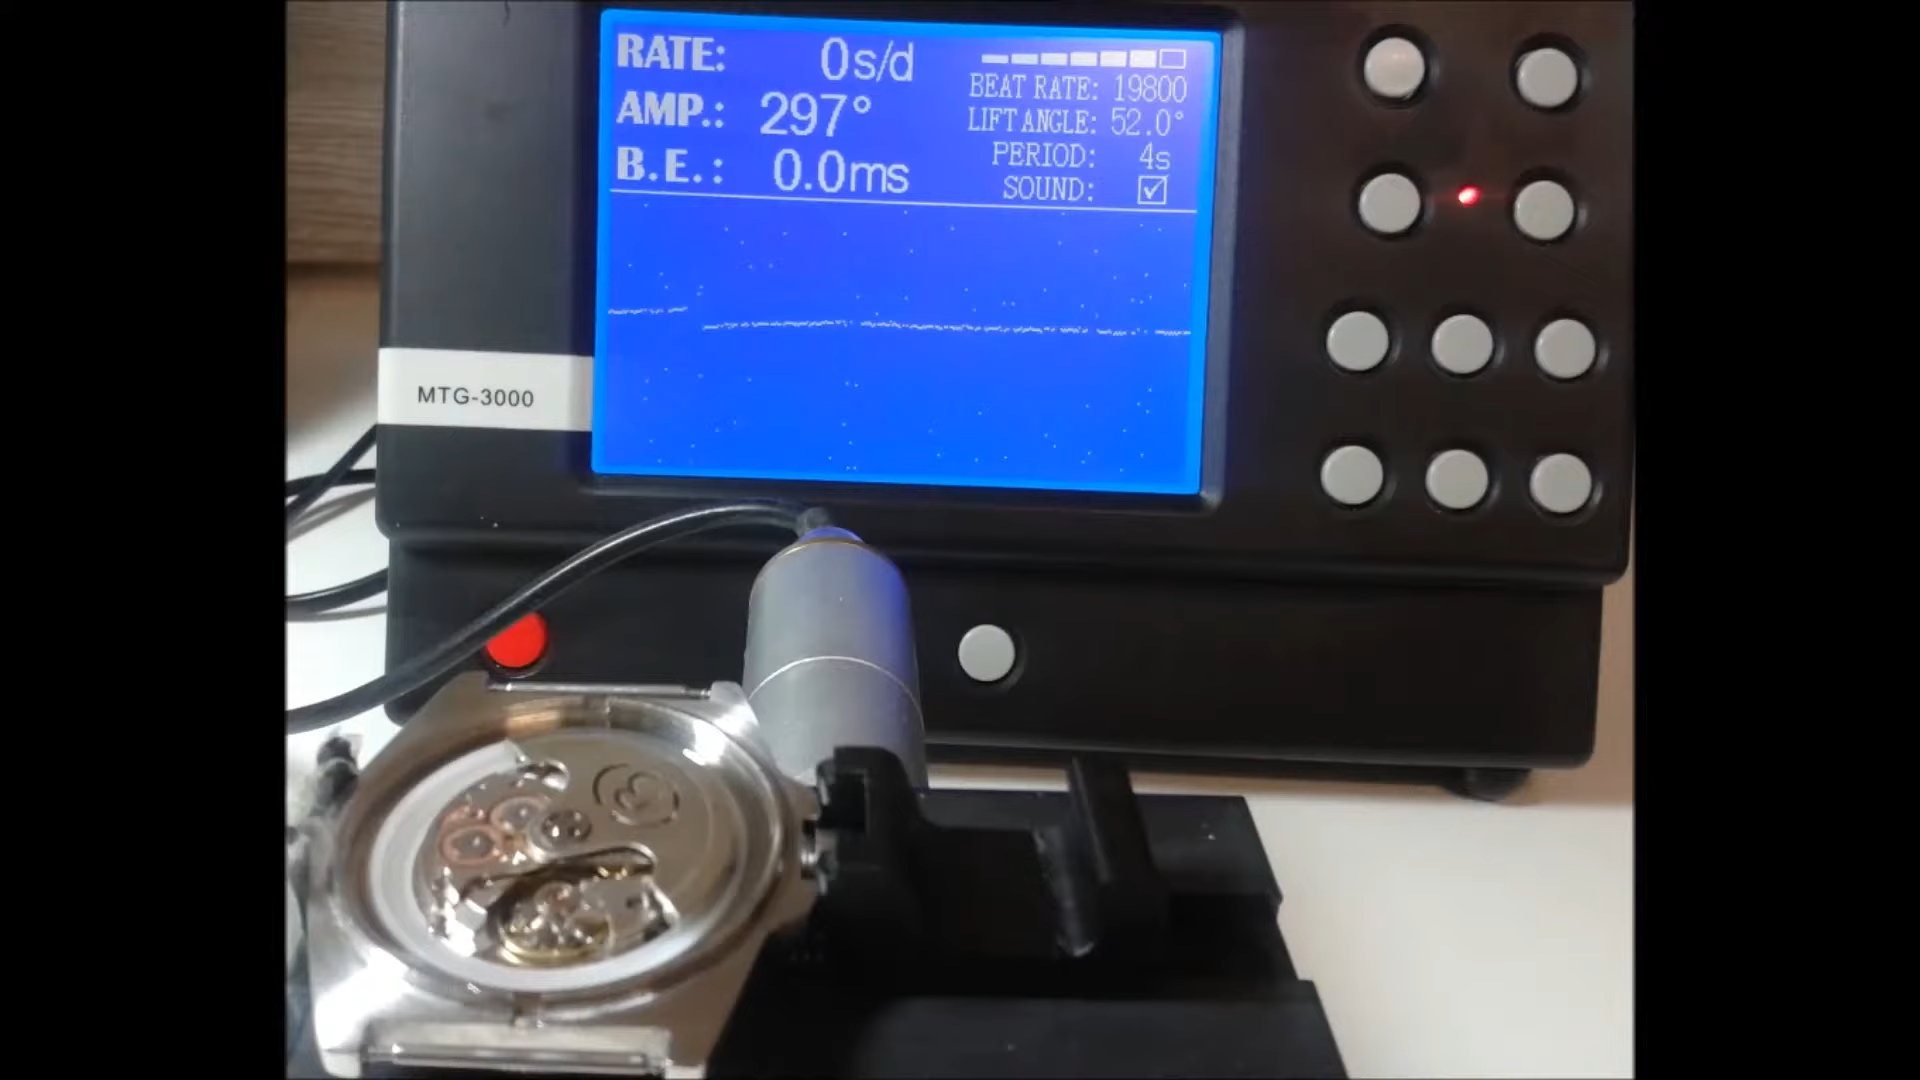 RATE: 0s/d
AMP.: 297°
B.E.: 0.0ms
BEAT RATE: 19800
LIFT ANGLE: 52.0°
PERIOD: 4s
SOUND: ☑
MTG-3000